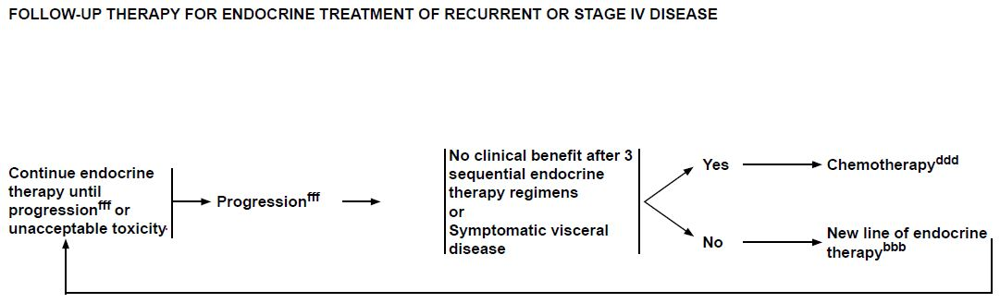 FOLLOW-UP THERAPY FOR ENDOCRINE TREATMENT OF RECURRENT OR STAGE IV DISEASE
Continue endocrine
therapy until
progressionfff or
unacceptable toxicity.
Progressionfff
No clinical benefit after 3
sequential endocrine
therapy regimens
or
Symptomatic visceral
disease
Yes
Chemotherapyddd
No
New line of endocrine
therapybbb